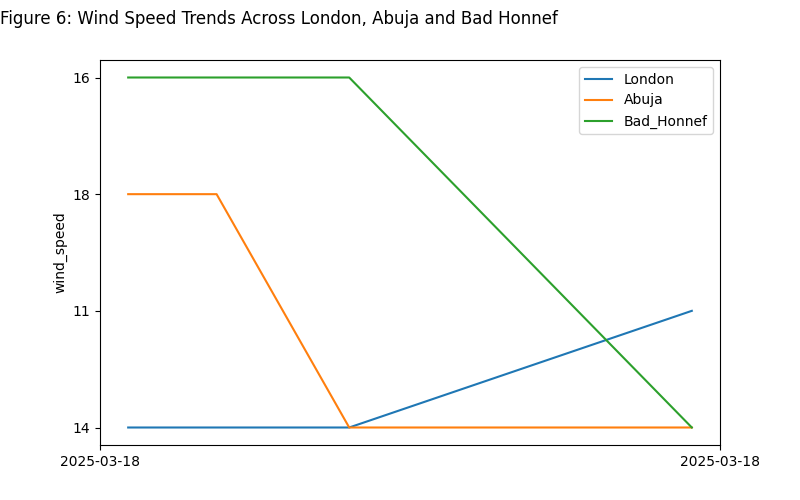 Figure 6: Wind Speed Trends Across London, Abuja and Bad Honnef
London
Abuja
Bad_Honnef
wind_speed
16
18
11
14
2025-03-18
2025-03-18